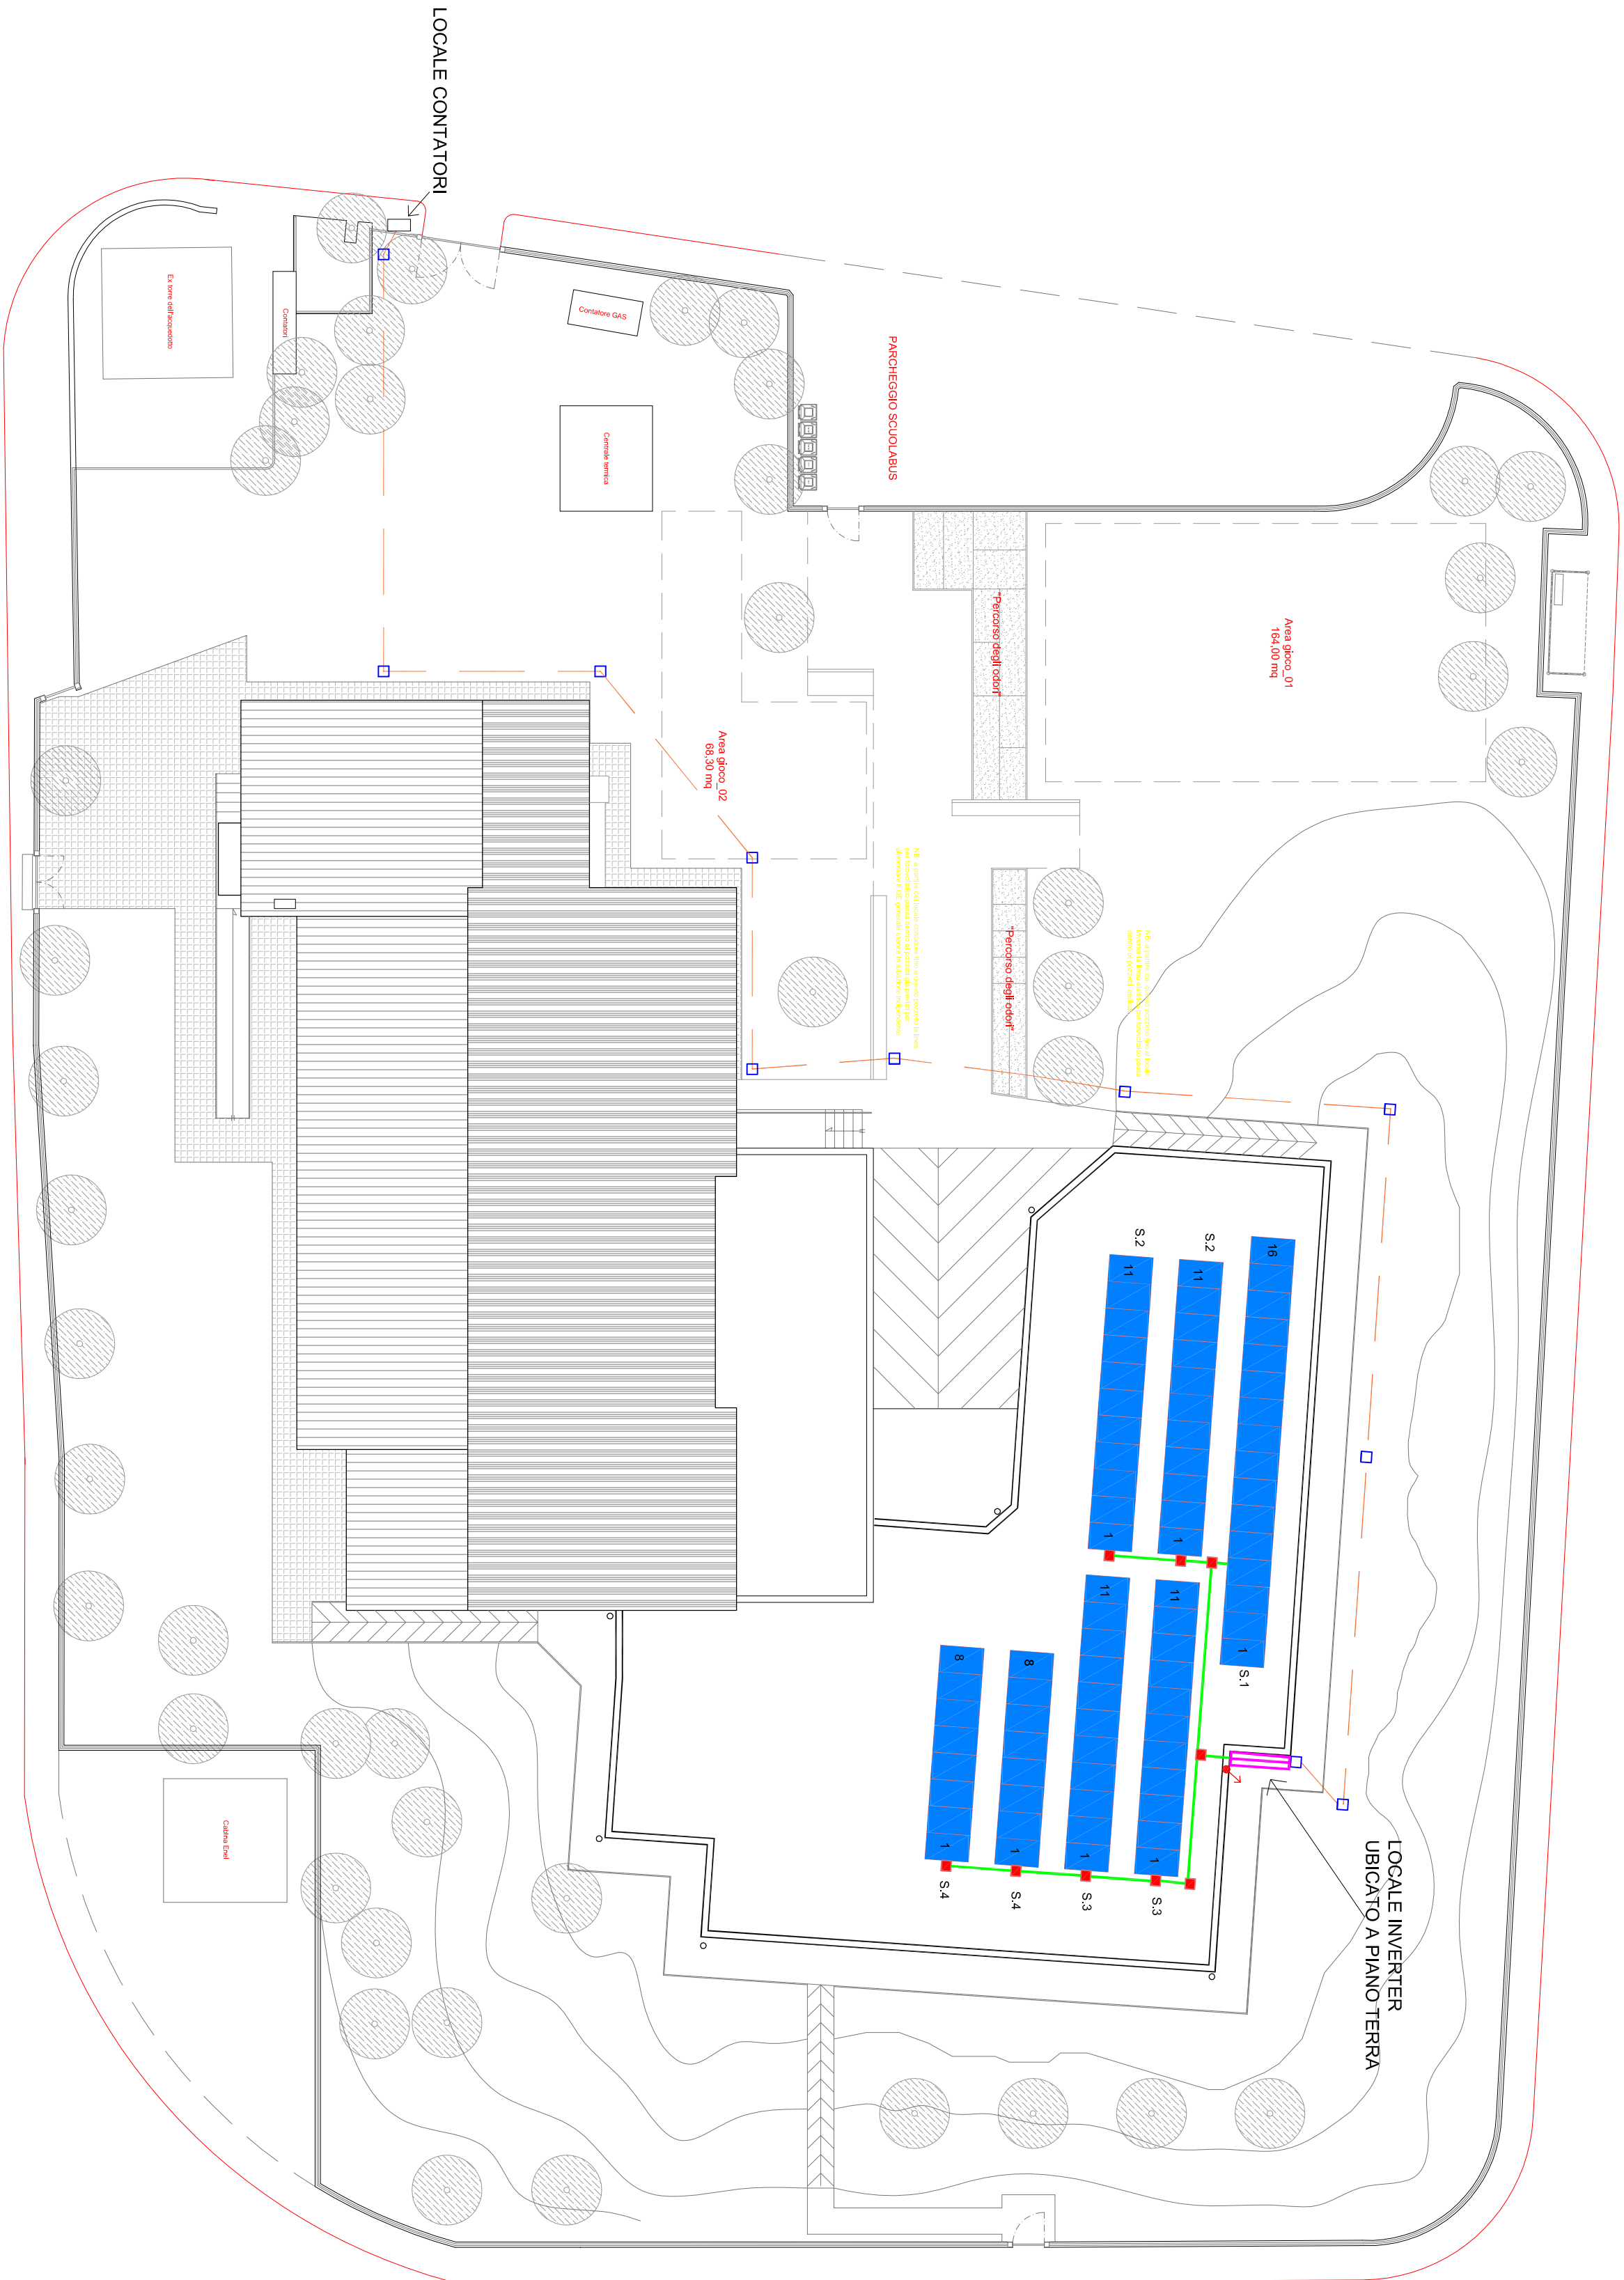 LOCALE CONTATORI
Ex torre dell'acquedotto
Contatori
Contatore GAS
Centrale termica
PARCHEGGIO SCUOLABUS
"Percorso degli odori"
Area gioco_01
164,00 mq
Area gioco_02
68,30 mq
"Percorso degli odori"
S.2
S.2
16
11
11
1
1
1
S.1
11
11
8
8
1
1
1
1
S.4
S.4
S.3
S.3
LOCALE INVERTER
UBICATO A PIANO TERRA
Cabina Enel